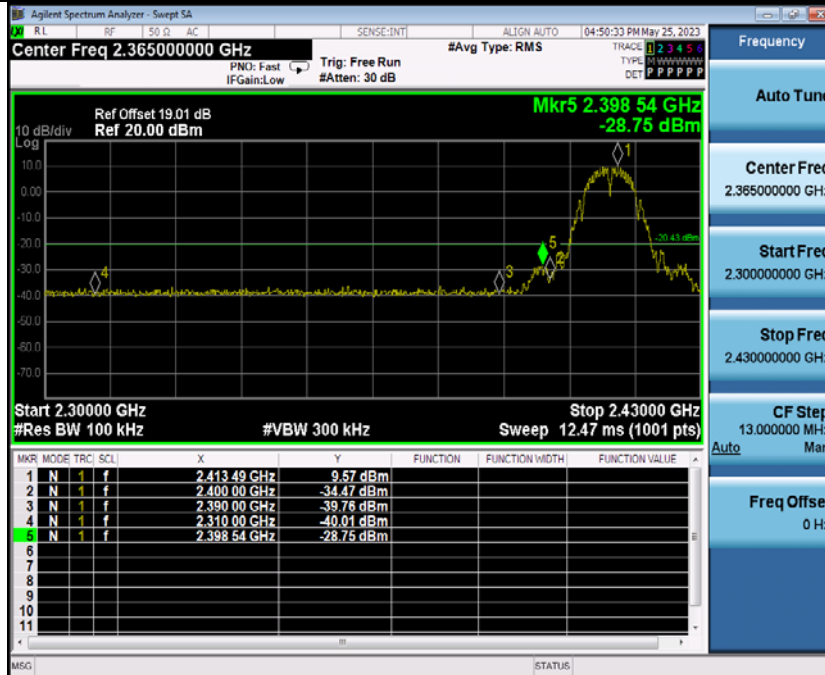 Agilent Spectrum Analyzer - Swept SA
RL RF 50 Ω AC SENSE:INT ALIGN AUTO 04:50:33 PM May 25, 2023
Center Freq 2.365000000 GHz
#Avg Type: RMS
TRACE 1 2 3 4 5 6
PNO: Fast Trig: Free Run
TYPE M W W W W W
IFGain:Low #Atten: 30 dB
DET P P P P P P
Mkr5 2.398 54 GHz
-28.75 dBm
Ref Offset 19.01 dB
10 dB/div Ref 20.00 dBm
Log
10.0
0.00
-10.0
-20.0
-30.0
-40.0
-50.0
-60.0
-70.0
1
-20.43 dBm
5
2
3
4
Start 2.30000 GHz Stop 2.43000 GHz
#Res BW 100 kHz #VBW 300 kHz Sweep 12.47 ms (1001 pts)
MKR MODE TRC SCL X Y FUNCTION FUNCTION WIDTH FUNCTION VALUE
1 N 1 f 2.413 49 GHz 9.57 dBm
2 N 1 f 2.400 00 GHz -34.47 dBm
3 N 1 f 2.390 00 GHz -39.76 dBm
4 N 1 f 2.310 00 GHz -40.01 dBm
5 N 1 f 2.398 54 GHz -28.75 dBm
6
7
8
9
10
11
MSG STATUS
Frequency
Auto Tune
Center Freq
2.365000000 GHz
Start Freq
2.300000000 GHz
Stop Freq
2.430000000 GHz
CF Step
13.000000 MHz
Auto Man
Freq Offset
0 Hz